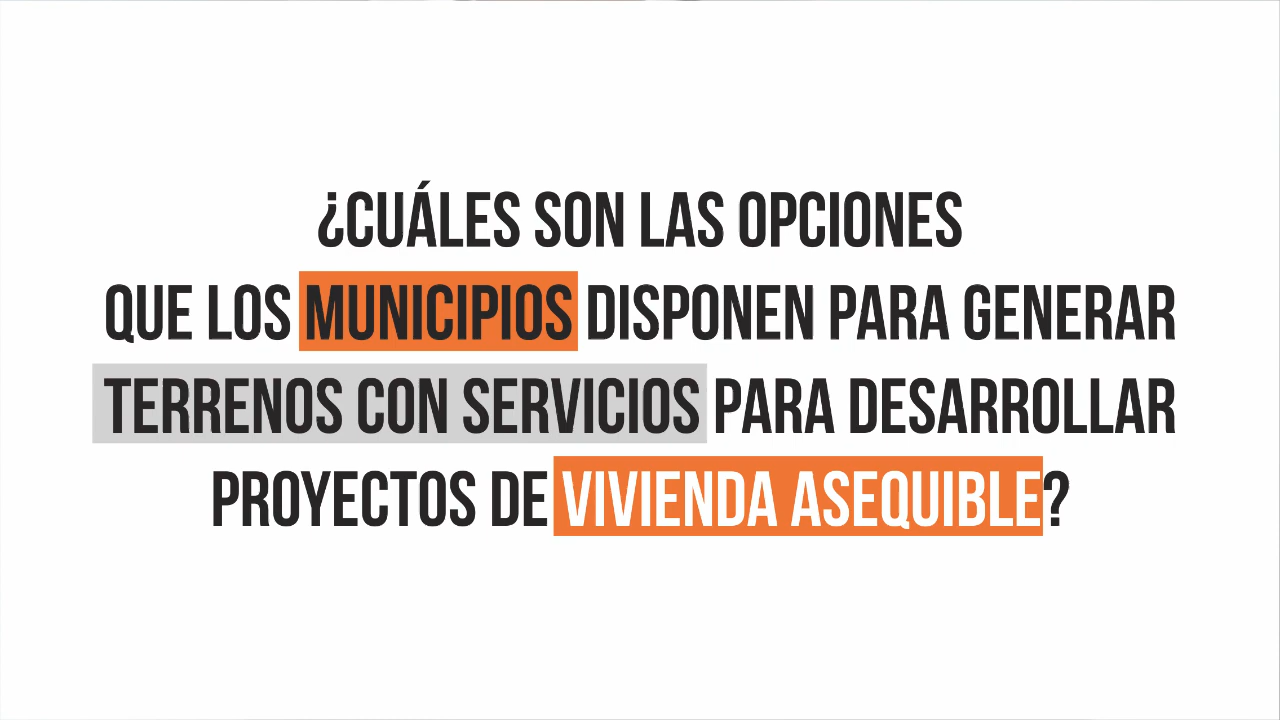 ¿CUÁLES SON LAS OPCIONES
QUE LOS MUNICIPIOS DISPONEN PARA GENERAR
TERRENOS CON SERVICIOS PARA DESARROLLAR
PROYECTOS DE VIVIENDA ASEQUIBLE?